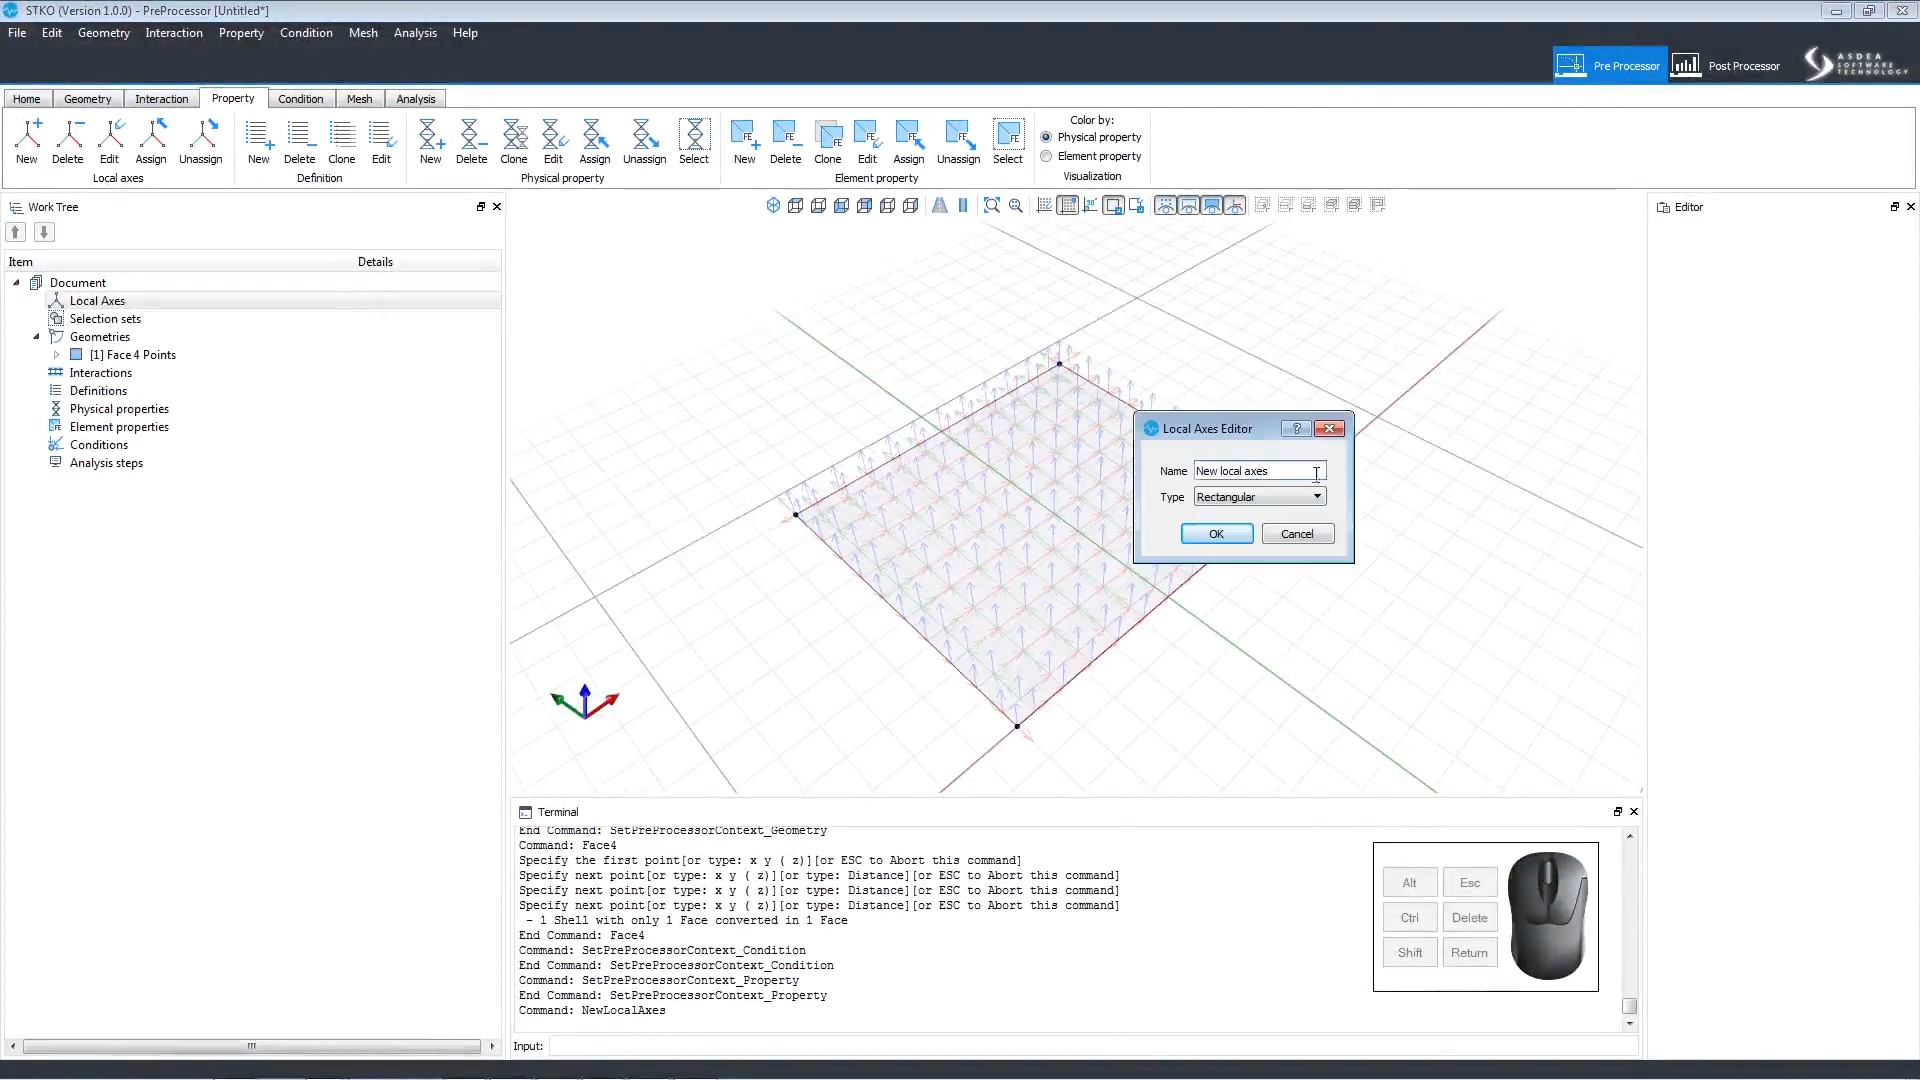 STKO (Version 1.0.0) - PreProcessor [Untitled*]
File Edit Geometry Interaction Property Condition Mesh Analysis Help
Pre Processor Post Processor ASDEA SOFTWARE TECHNOLOGY
Home Geometry Interaction Property Condition Mesh Analysis
Color by:
Physical property
Element property
New Delete Edit Assign Unassign New Delete Clone Edit New Delete Clone Edit Assign Unassign Select New Delete Clone Edit Assign Unassign Select
Local axes Definition Physical property Element property Visualization
Work Tree
Editor
Item Details
Document
Local Axes
Selection sets
Geometries
[1] Face 4 Points
Interactions
Definitions
Physical properties
Element properties
Conditions
Analysis steps
Local Axes Editor
Name New local axes
Type Rectangular
OK Cancel
Terminal
End Command: SetPreProcessorContext_Geometry
Command: Face4
Specify the first point[or type: x y ( z)][or ESC to Abort this command]
Specify next point[or type: x y ( z)][or type: Distance][or ESC to Abort this command]
Specify next point[or type: x y ( z)][or type: Distance][or ESC to Abort this command]
Specify next point[or type: x y ( z)][or type: Distance][or ESC to Abort this command]
- 1 Shell with only 1 Face converted in 1 Face
End Command: Face4
Command: SetPreProcessorContext_Condition
End Command: SetPreProcessorContext_Condition
Command: SetPreProcessorContext_Property
End Command: SetPreProcessorContext_Property
Command: NewLocalAxes
Alt Esc
Ctrl Delete
Shift Return
Input: